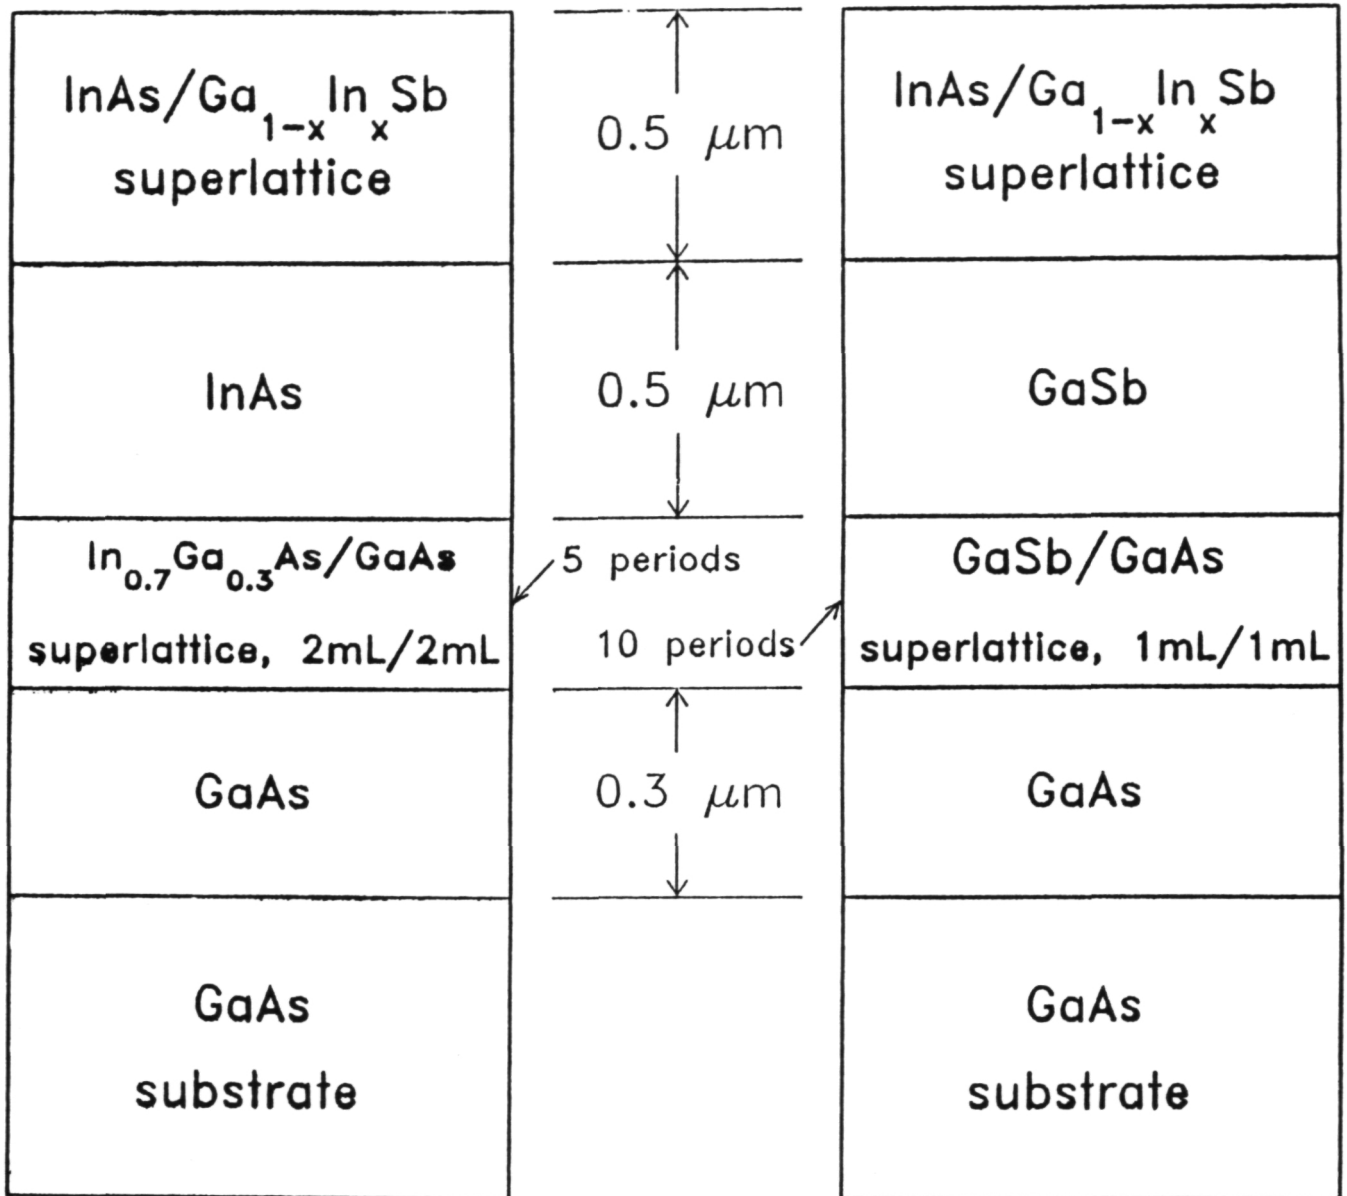 InAs/Ga₁₋ₓInₓSb
superlattice
InAs
In₀.₇Ga₀.₃As/GaAs
superlattice, 2mL/2mL
GaAs
GaAs
substrate
0.5 μm
0.5 μm
5 periods
10 periods
0.3 μm
InAs/Ga₁₋ₓInₓSb
superlattice
GaSb
GaSb/GaAs
superlattice, 1mL/1mL
GaAs
GaAs
substrate